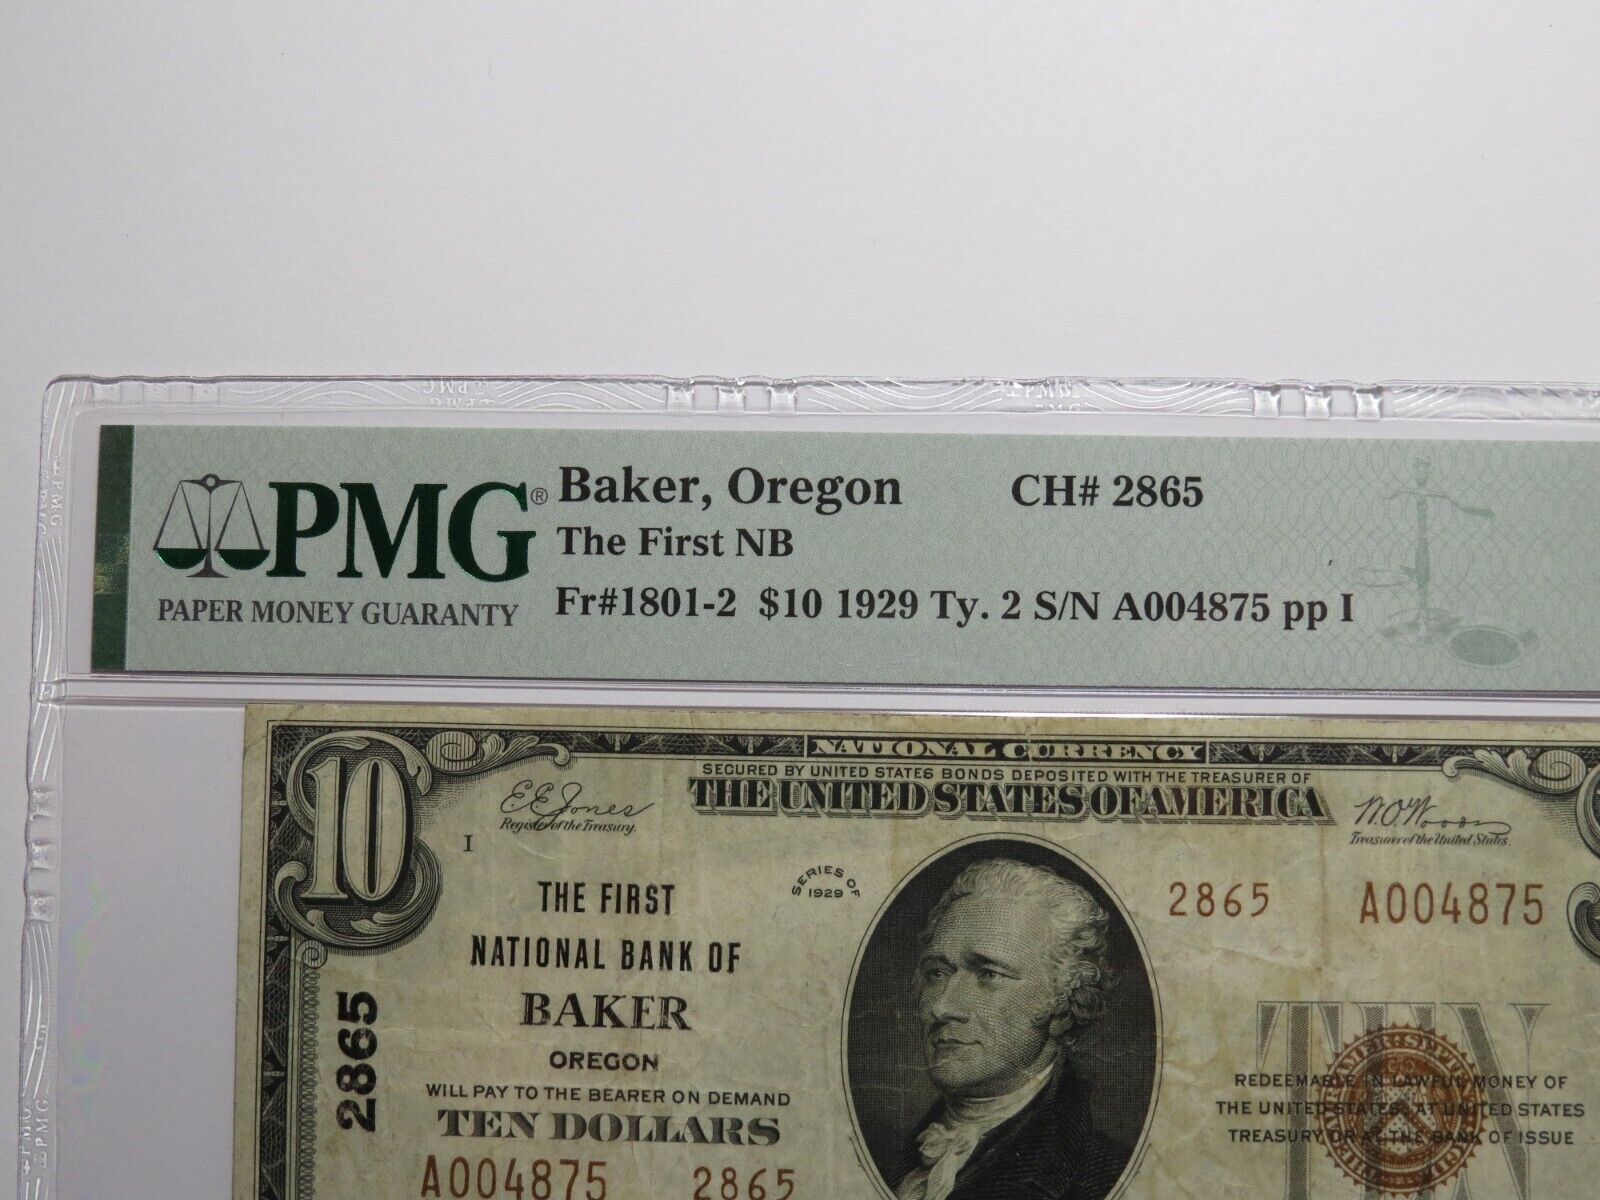 PMG®
PAPER MONEY GUARANTY
Baker, Oregon CH# 2865
The First NB
Fr#1801-2 $10 1929 Ty. 2 S/N A004875 pp I
NATIONAL CURRENCY
SECURED BY UNITED STATES BONDS DEPOSITED WITH THE TREASURER OF
THE UNITED STATES OF AMERICA
10
E.E. Jones
Register of the Treasury.
W.O. Woods
Treasurer of the United States.
I
SERIES OF
1929
THE FIRST
NATIONAL BANK OF
BAKER
OREGON
WILL PAY TO THE BEARER ON DEMAND
TEN DOLLARS
A004875 2865
2865
2865 A004875
TEN
REDEEMABLE IN LAWFUL MONEY OF
THE UNITED STATES AT UNITED STATES
TREASURY OR AT THE BANK OF ISSUE